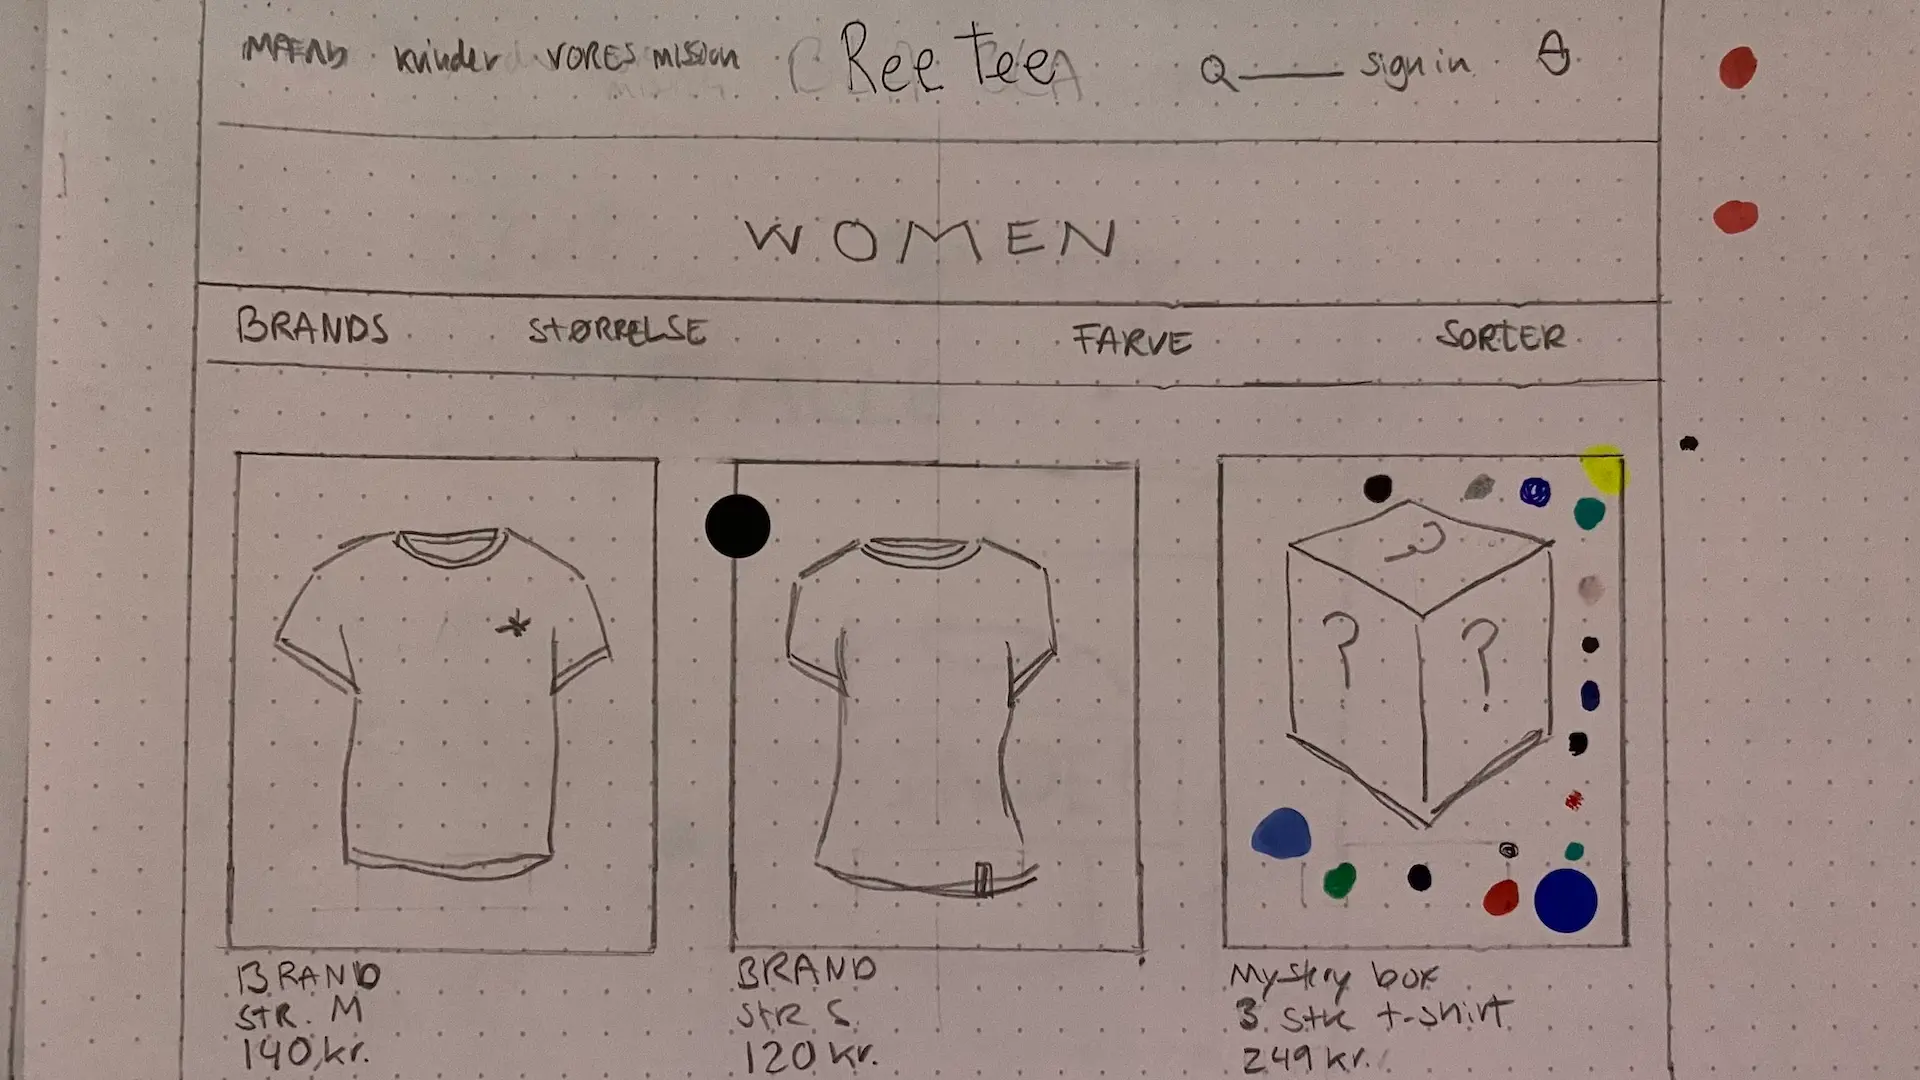 MÆND kvinder VORES mission Ree Tee Q sign in
WOMEN
BRANDS STØRRELSE FARVE SORTER
? ? ?
BRAND
STR. M
140 kr.
BRAND
STR S.
120 kr.
Mystery box
3 stk t-shirt
249 kr.